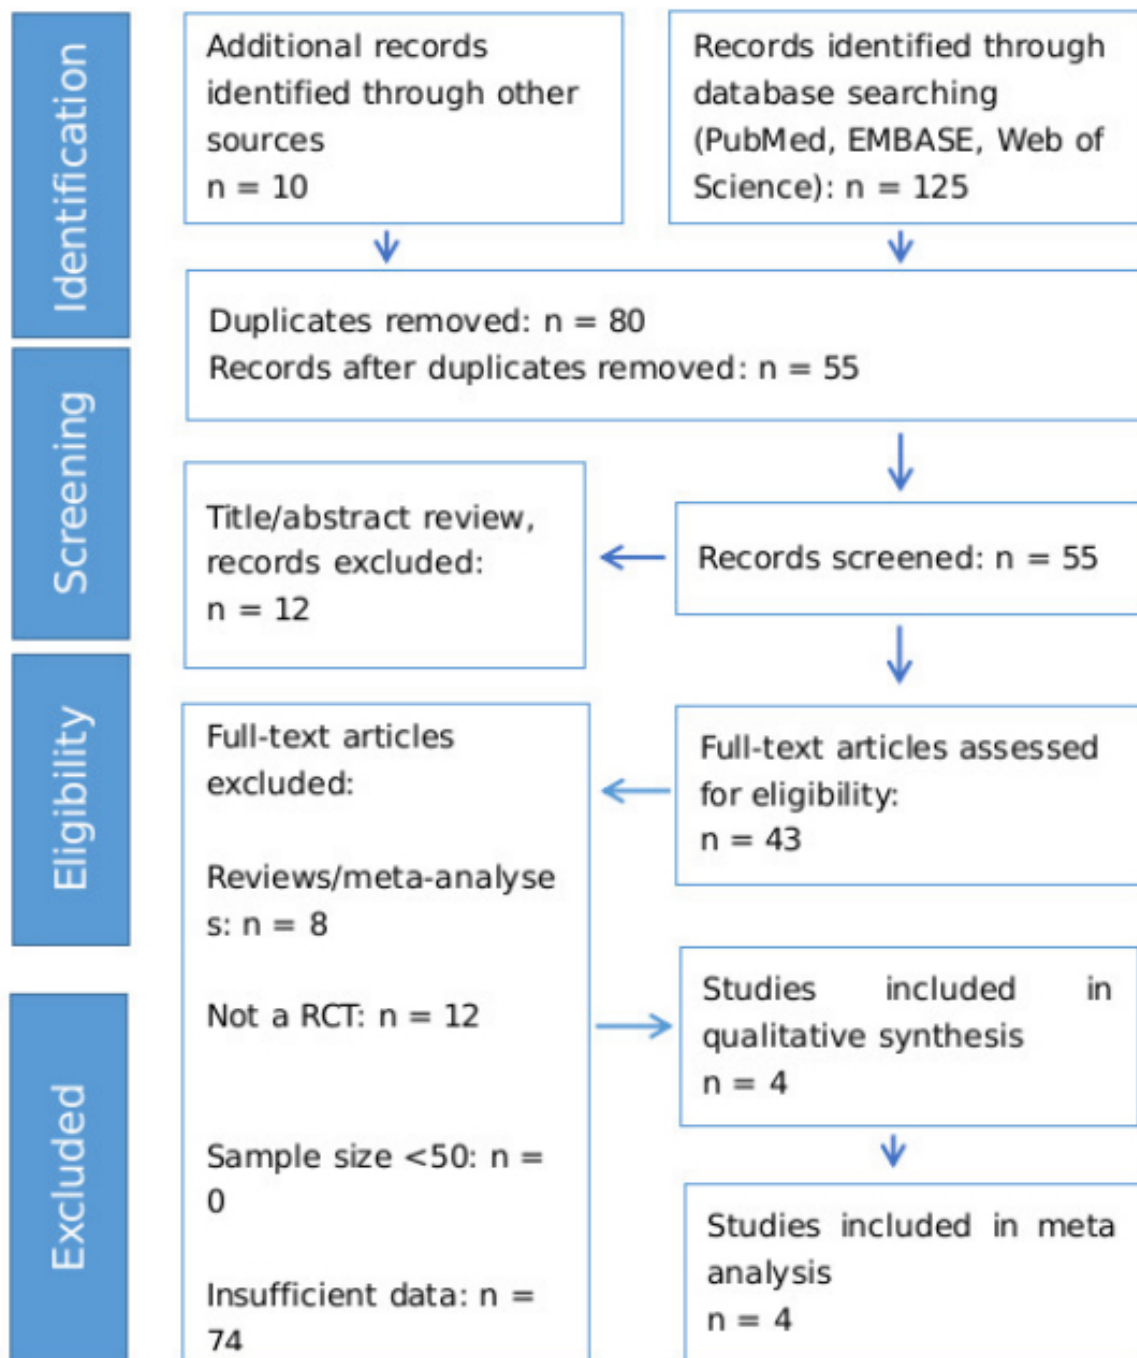 Identification
Additional records
identified through other
sources
n = 10
Records identified through
database searching
(PubMed, EMBASE, Web of
Science): n = 125
Duplicates removed: n = 80
Records after duplicates removed: n = 55
Screening
Title/abstract review,
records excluded:
n = 12
Records screened: n = 55
Eligibility
Full-text articles
excluded:
Reviews/meta-analyse
s: n = 8
Not a RCT: n = 12
Sample size <50: n =
0
Insufficient data: n =
74
Full-text articles assessed
for eligibility:
n = 43
Excluded
Studies included in
qualitative synthesis
n = 4
Studies included in meta
analysis
n = 4